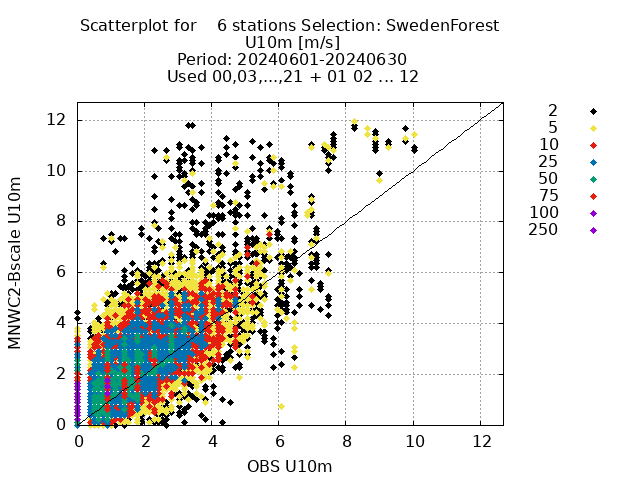 Scatterplot for    6 stations Selection: SwedenForest
U10m [m/s]
Period: 20240601-20240630
Used 00,03,...,21 + 01 02 ... 12
2
5
10
25
50
75
100
250
12
10
8
6
4
2
0
MNWC2-Bscale U10m
0 2 4 6 8 10 12
OBS U10m